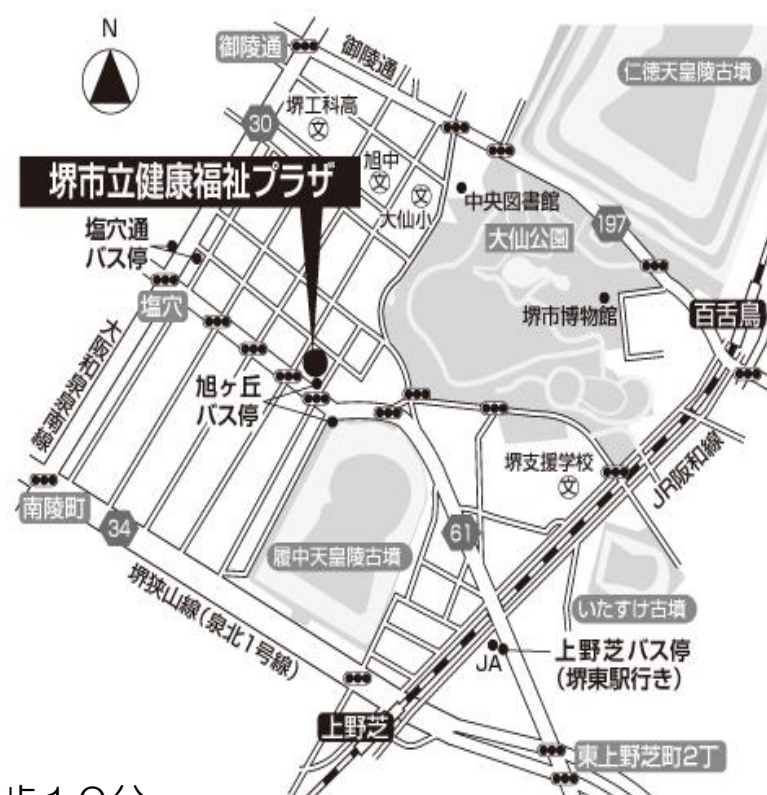 N
御陵通
御陵通
仁徳天皇陵古墳
堺工科高
文
30
旭中
文
堺市立健康福祉プラザ
文
大仙小
中央図書館
197
大仙公園
塩穴通
バス停
塩穴
堺市博物館
百舌鳥
大阪和泉泉南線
旭ヶ丘
バス停
堺支援学校
文
JR阪和線
南陵町
34
61
履中天皇陵古墳
いたすけ古墳
堺狭山線(泉北1号線)
JA
上野芝バス停
(堺東駅行き)
上野芝
東上野芝町2丁